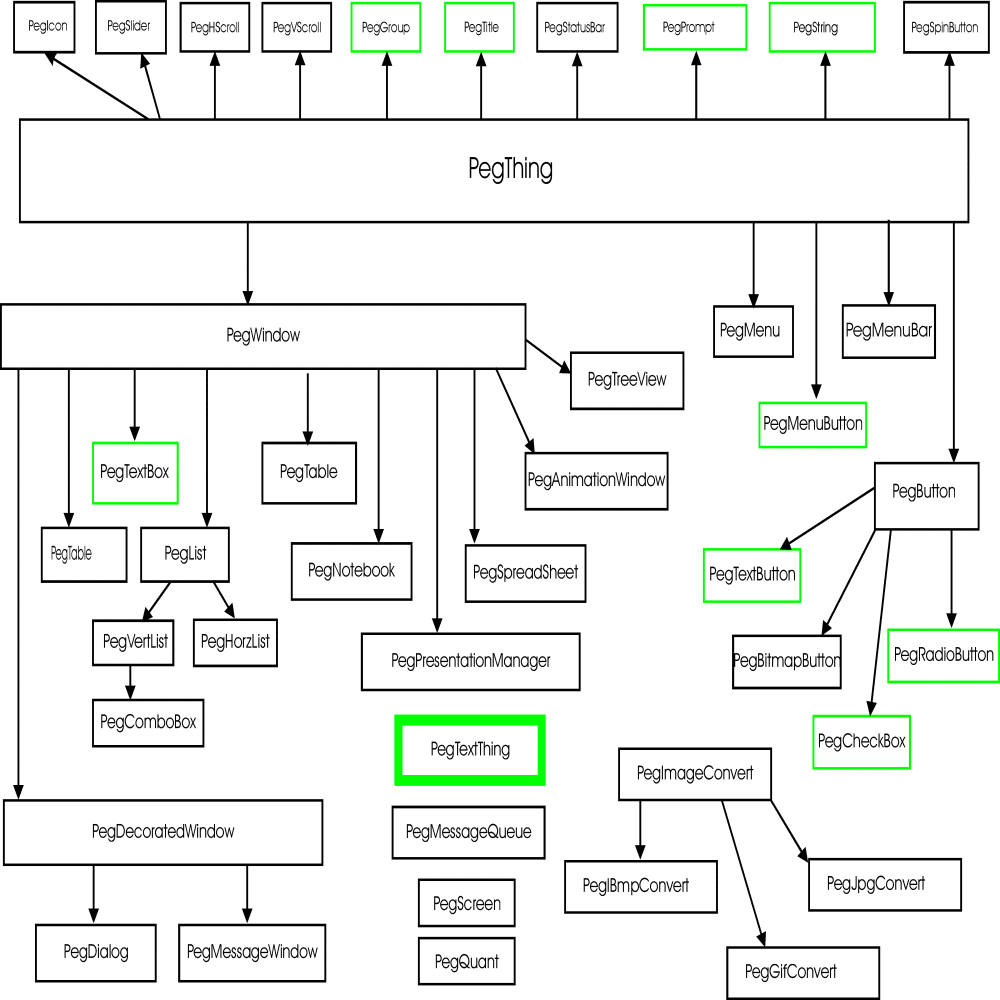 PegIcon
PegSlider
PegHScroll
PegVScroll
PegGroup
PegTitle
PegStatusBar
PegPrompt
PegString
PegSpinButton
PegThing
PegWindow
PegMenu
PegMenuBar
PegTreeView
PegMenuButton
PegTextBox
PegTable
PegAnimationWindow
PegButton
PegTable
PegList
PegNotebook
PegSpreadSheet
PegTextButton
PegVertList
PegHorzList
PegPresentationManager
PegBitmapButton
PegRadioButton
PegComboBox
PegTextThing
PegCheckBox
PegImageConvert
PegDecoratedWindow
PegMessageQueue
PegIBmpConvert
PegJpgConvert
PegScreen
PegDialog
PegMessageWindow
PegQuant
PegGifConvert